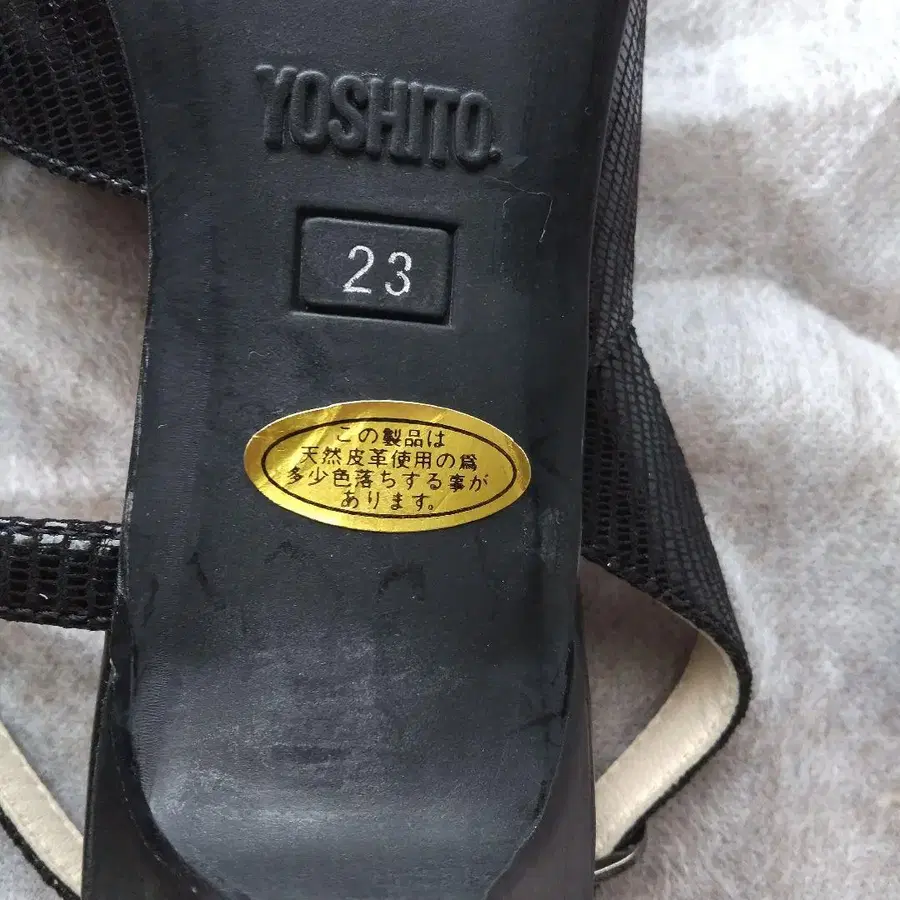 YOSHITO.
23
この製品は
天然皮革使用の爲
多少色落ちする事が
あります。